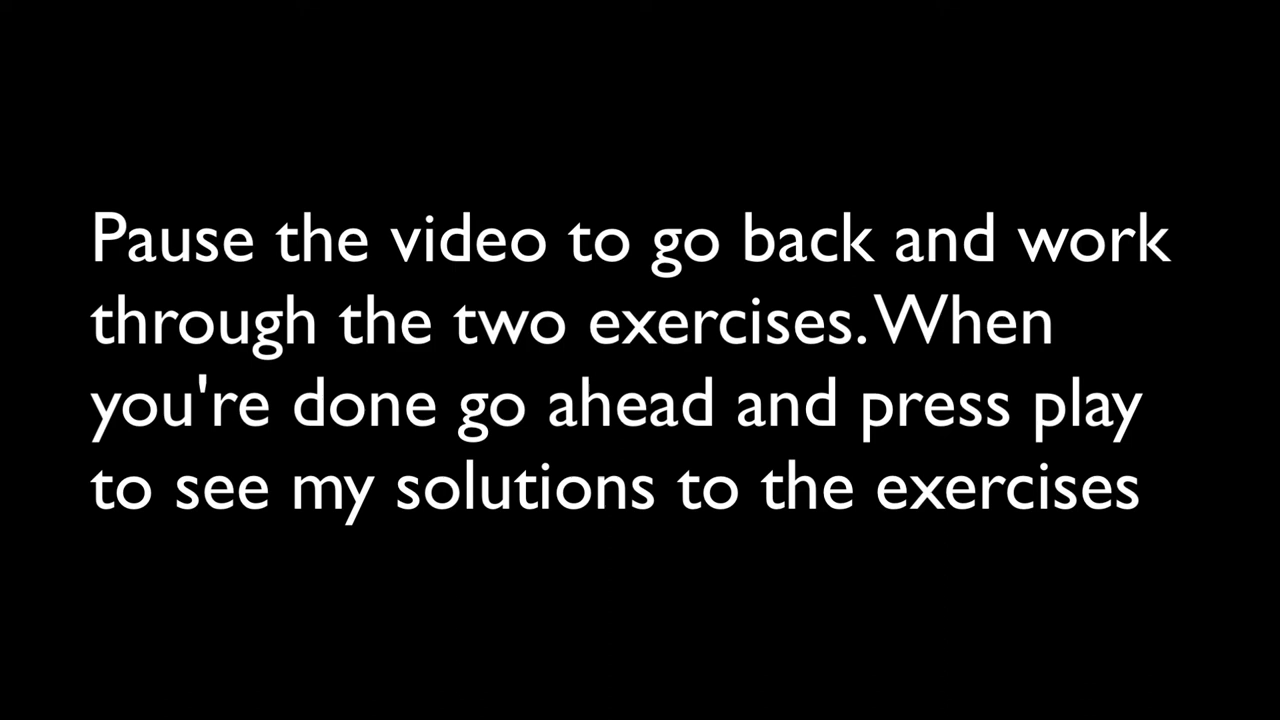 Pause the video to go back and work
through the two exercises. When
you're done go ahead and press play
to see my solutions to the exercises